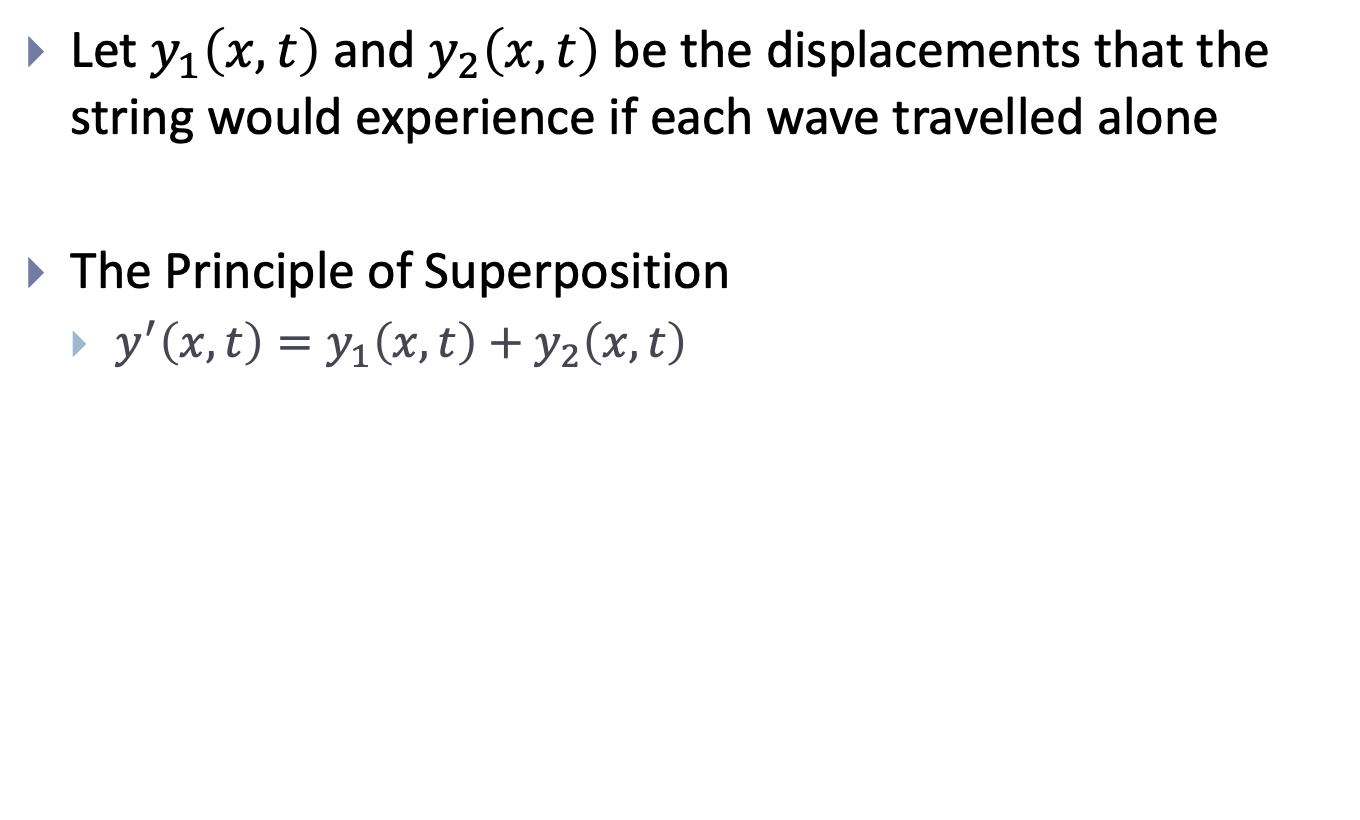 Let y₁(x, t) and y₂(x, t) be the displacements that the
string would experience if each wave travelled alone
The Principle of Superposition
y′(x, t) = y₁(x, t) + y₂(x, t)